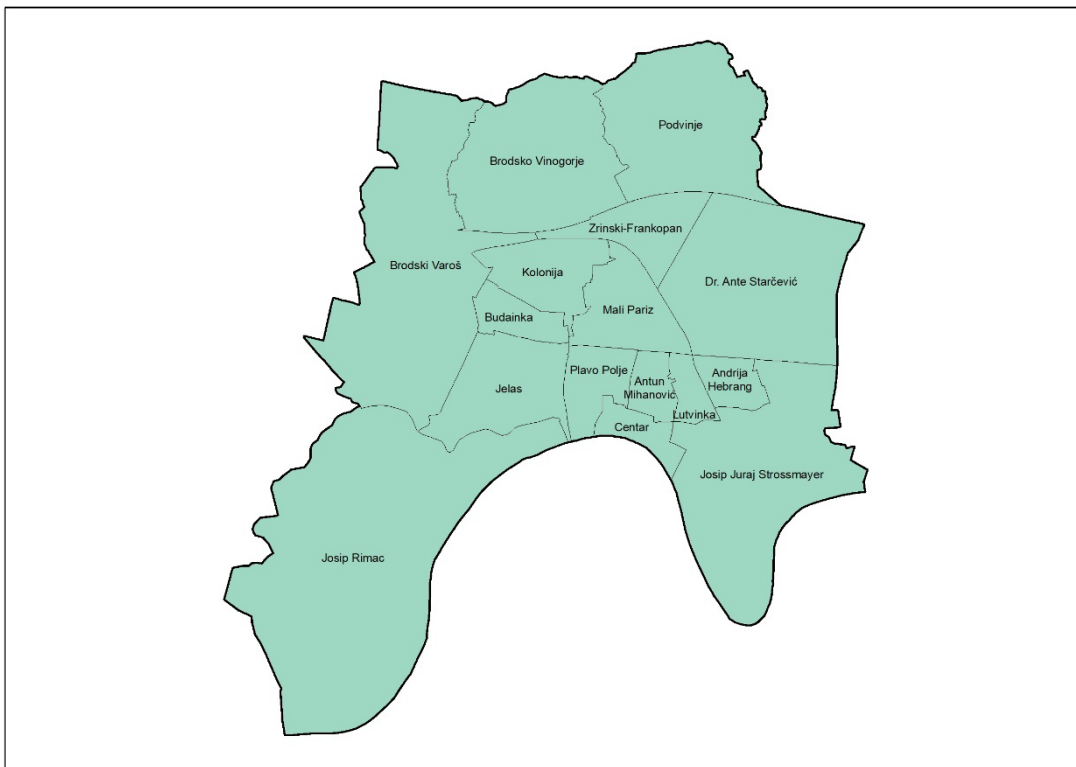 Podvinje
Brodsko Vinogorje
Zrinski-Frankopan
Brodski Varoš
Kolonija
Dr. Ante Starčević
Mali Pariz
Budainka
Plavo Polje
Andrija
Hebrang
Antun
Mihanović
Jelas
Lutvinka
Centar
Josip Juraj Strossmayer
Josip Rimac